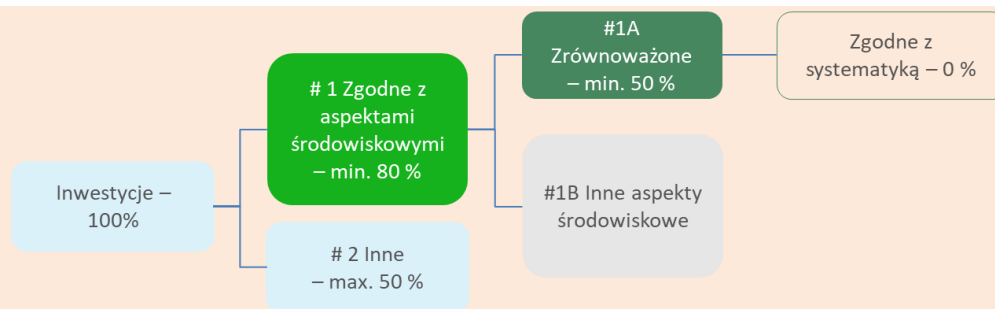 Inwestycje –
100%
# 1 Zgodne z
aspektami
środowiskowymi
– min. 80 %
# 2 Inne
– max. 50 %
#1A
Zrównoważone
– min. 50 %
#1B Inne aspekty
środowiskowe
Zgodne z
systematyką – 0 %